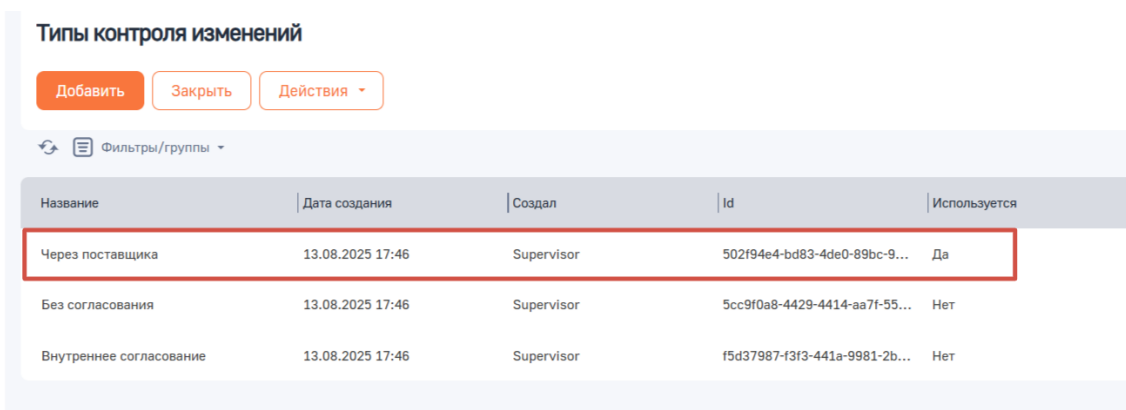 Типы контроля изменений
Добавить Закрыть Действия
Фильтры/группы
Название Дата создания Создал Id Используется
Через поставщика 13.08.2025 17:46 Supervisor 502f94e4-bd83-4de0-89bc-9... Да
Без согласования 13.08.2025 17:46 Supervisor 5cc9f0a8-4429-4414-aa7f-55... Нет
Внутреннее согласование 13.08.2025 17:46 Supervisor f5d37987-f3f3-441a-9981-2b... Нет